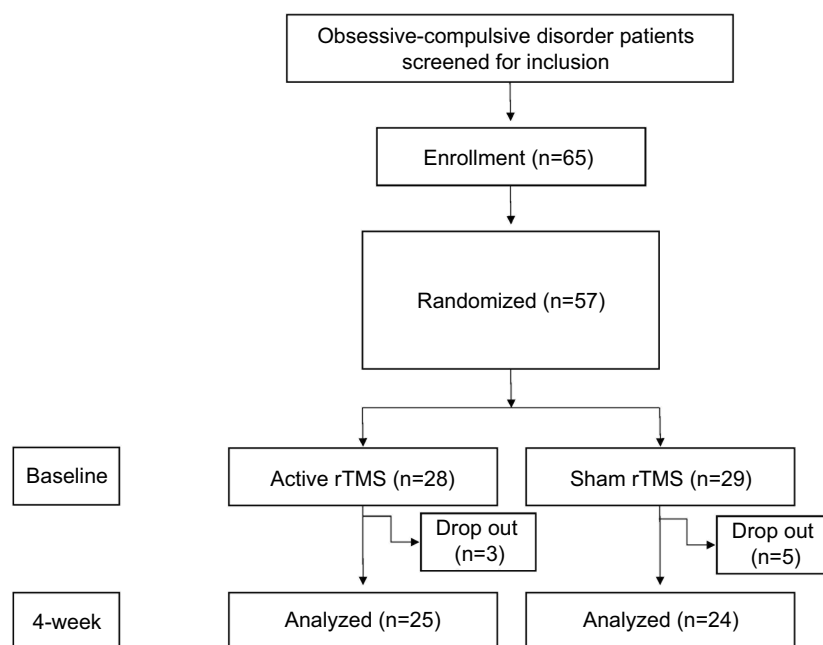 Obsessive-compulsive disorder patients
screened for inclusion
Enrollment (n=65)
Randomized (n=57)
Baseline
Active rTMS (n=28)
Sham rTMS (n=29)
Drop out
(n=3)
Drop out
(n=5)
4-week
Analyzed (n=25)
Analyzed (n=24)